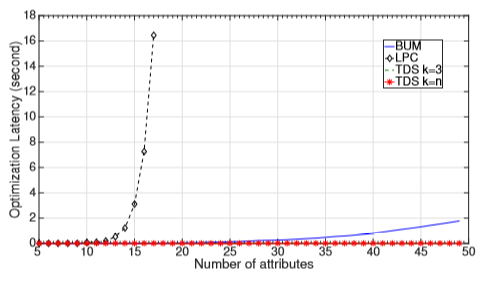 18
16
14
12
10
8
6
4
2
0
Optimization Latency (second)
BUM
LPC
TDS k=3
TDS k=n
5 10 15 20 25 30 35 40 45 50
Number of attributes